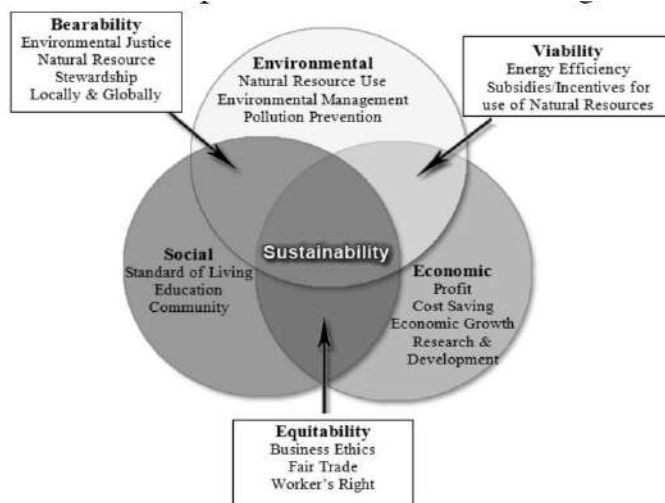 Bearability
Environmental Justice
Natural Resource
Stewardship
Locally & Globally
Environmental
Natural Resource Use
Environmental Management
Pollution Prevention
Viability
Energy Efficiency
Subsidies/Incentives for
use of Natural Resources
Social
Standard of Living
Education
Community
Sustainability
Economic
Profit
Cost Saving
Economic Growth
Research &
Development
Equitability
Business Ethics
Fair Trade
Worker's Right